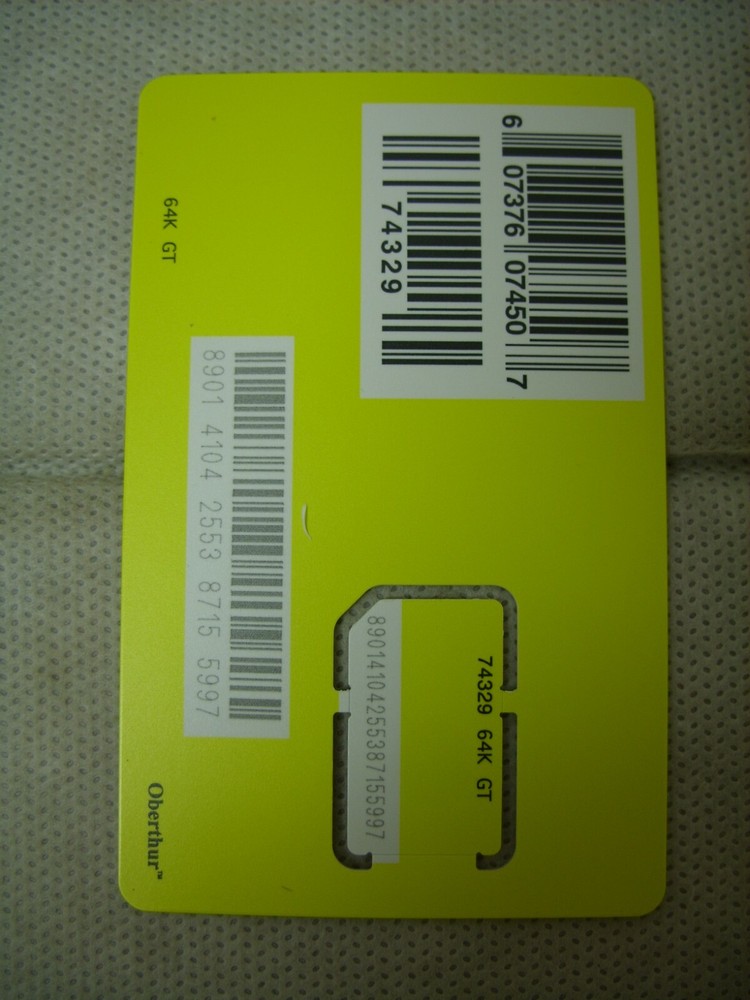 6 07376 07450 7
74329
64K GT
8901 4104 2553 8715 5997
74329 64K GT
89014104255387155997
Oberthur™